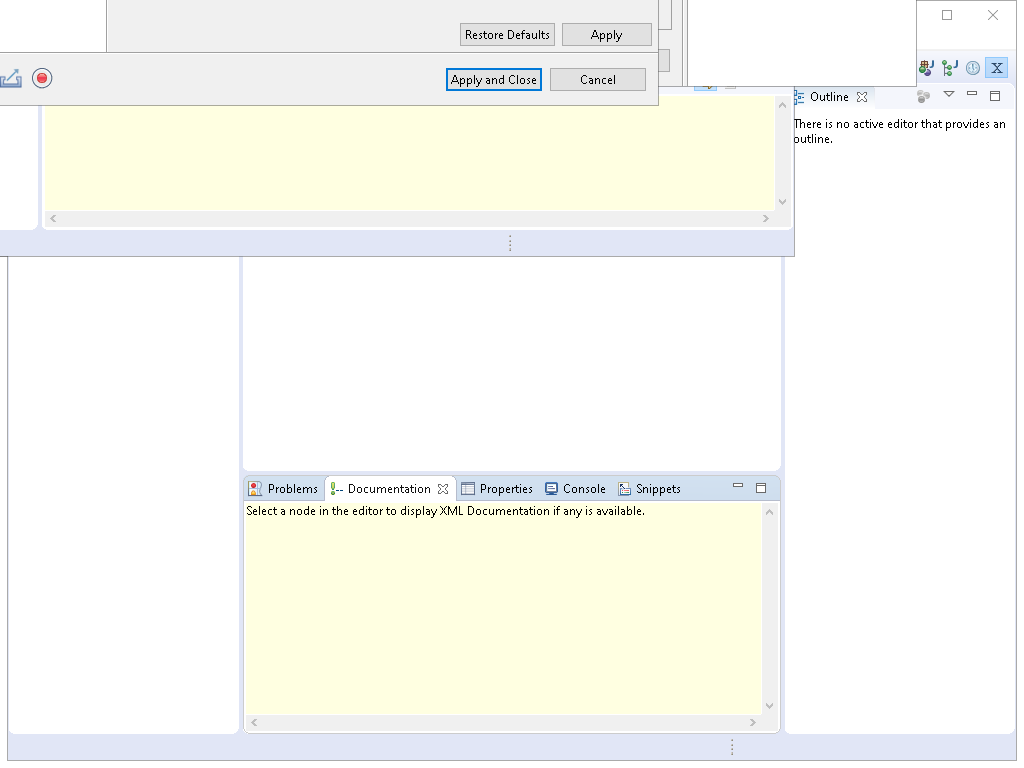 Restore Defaults
Apply
Apply and Close
Cancel
X
Outline
There is no active editor that provides an
outline.
Problems
Documentation
Properties
Console
Snippets
Select a node in the editor to display XML Documentation if any is available.